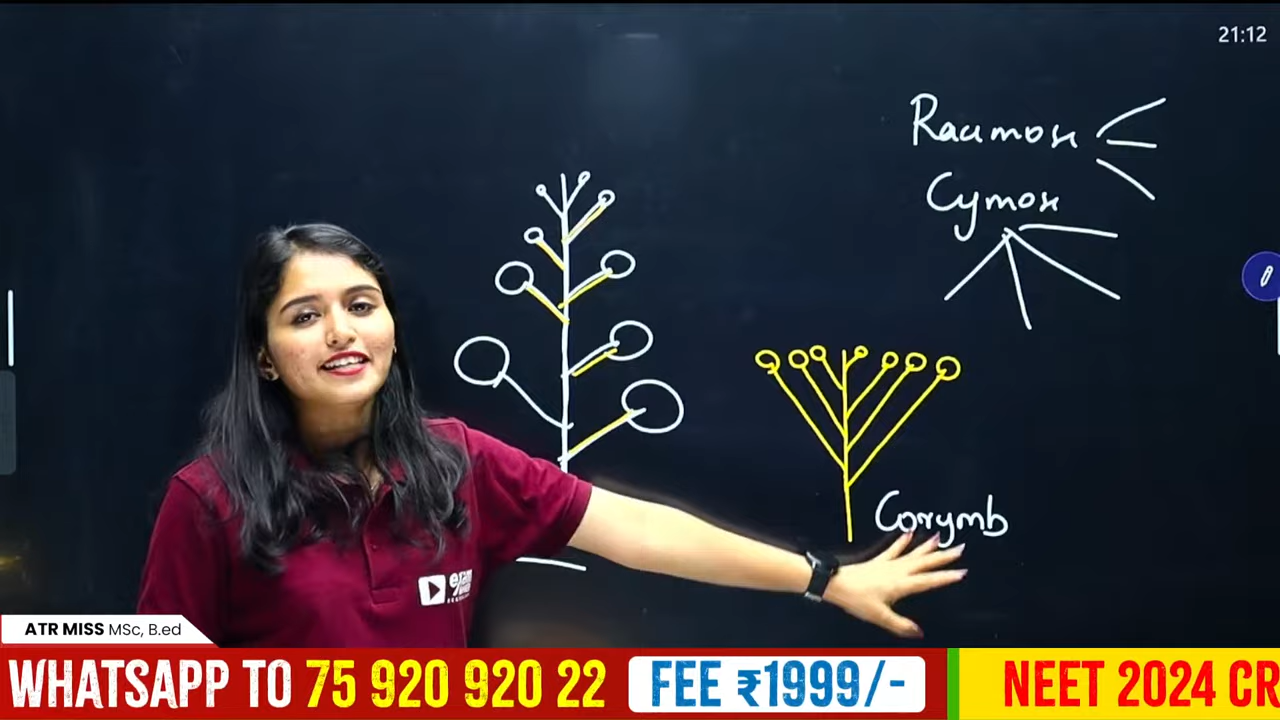 21:12
Racemose
Cymose
Corymb
exam
ATR MISS MSc, B.ed
WHATSAPP TO 75 920 920 22
FEE ₹1999/-
NEET 2024 CR